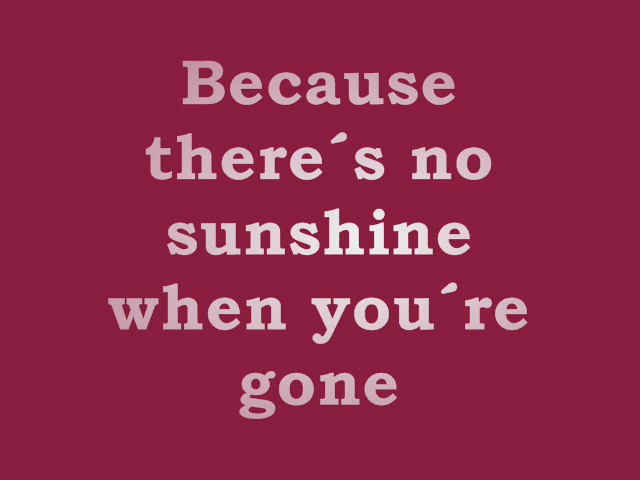 Because
there´s no
sunshine
when you´re
gone